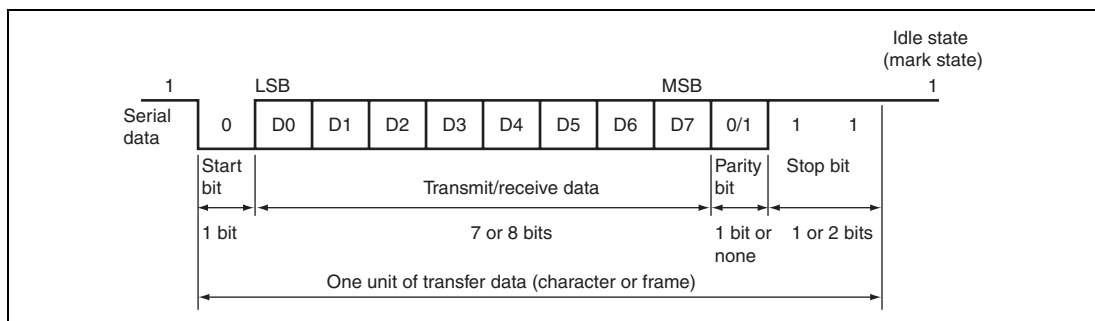 Idle state
(mark state)
1 LSB MSB 1
Serial
data
0 D0 D1 D2 D3 D4 D5 D6 D7 0/1 1 1
Start
bit
Transmit/receive data
Parity
bit
Stop bit
1 bit
7 or 8 bits
1 bit or
none
1 or 2 bits
One unit of transfer data (character or frame)